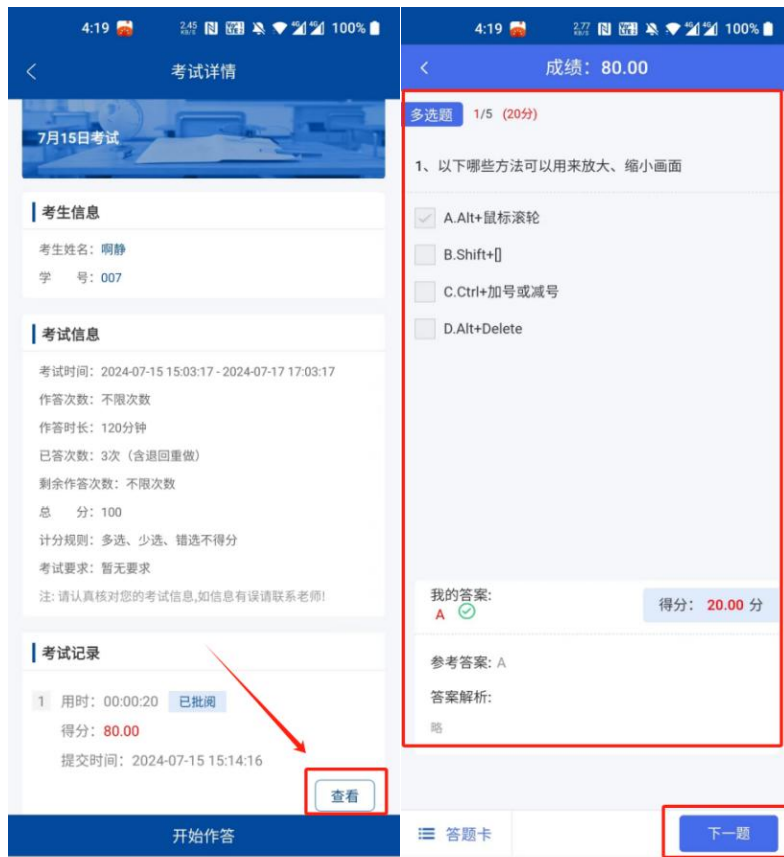 4:19 2.45 KB/S 4G 4G 100%
考试详情
7月15日考试
考生信息
考生姓名：啊静
学 号：007
考试信息
考试时间：2024-07-15 15:03:17 - 2024-07-17 17:03:17
作答次数：不限次数
作答时长：120分钟
已答次数：3次（含退回重做）
剩余作答次数：不限次数
总 分：100
计分规则：多选、少选、错选不得分
考试要求：暂无要求
注: 请认真核对您的考试信息,如信息有误请联系老师!
考试记录
1 用时：00:00:20 已批阅
得分：80.00
提交时间：2024-07-15 15:14:16
查看
开始作答
4:19 2.77 KB/S 4G 4G 100%
成绩：80.00
多选题 1/5 (20分)
1、以下哪些方法可以用来放大、缩小画面
A.Alt+鼠标滚轮
B.Shift+[]
C.Ctrl+加号或减号
D.Alt+Delete
我的答案:
A
得分： 20.00 分
参考答案: A
答案解析:
略
答题卡
下一题